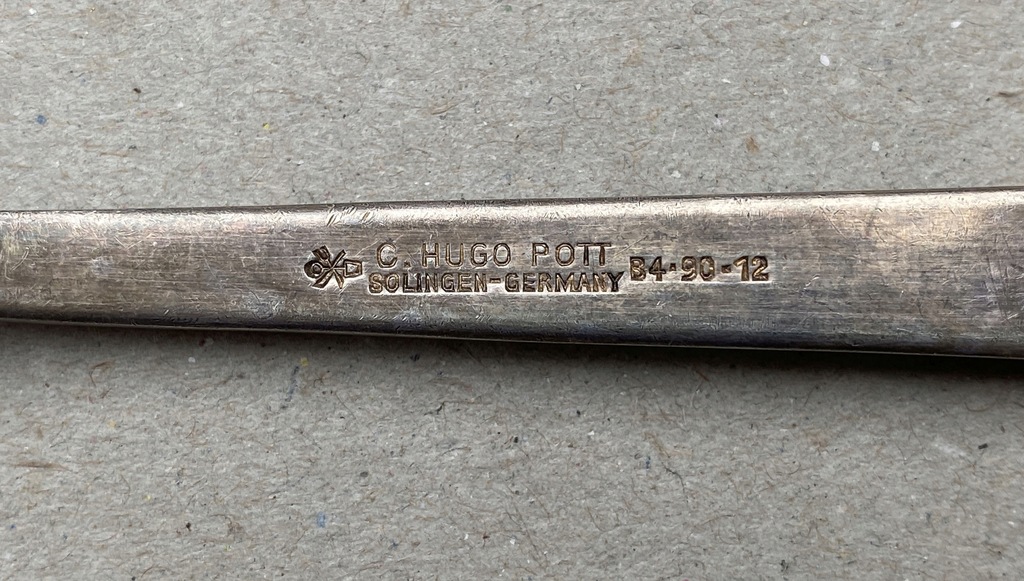 C. HUGO POTT
SOLINGEN-GERMANY B4·90·12